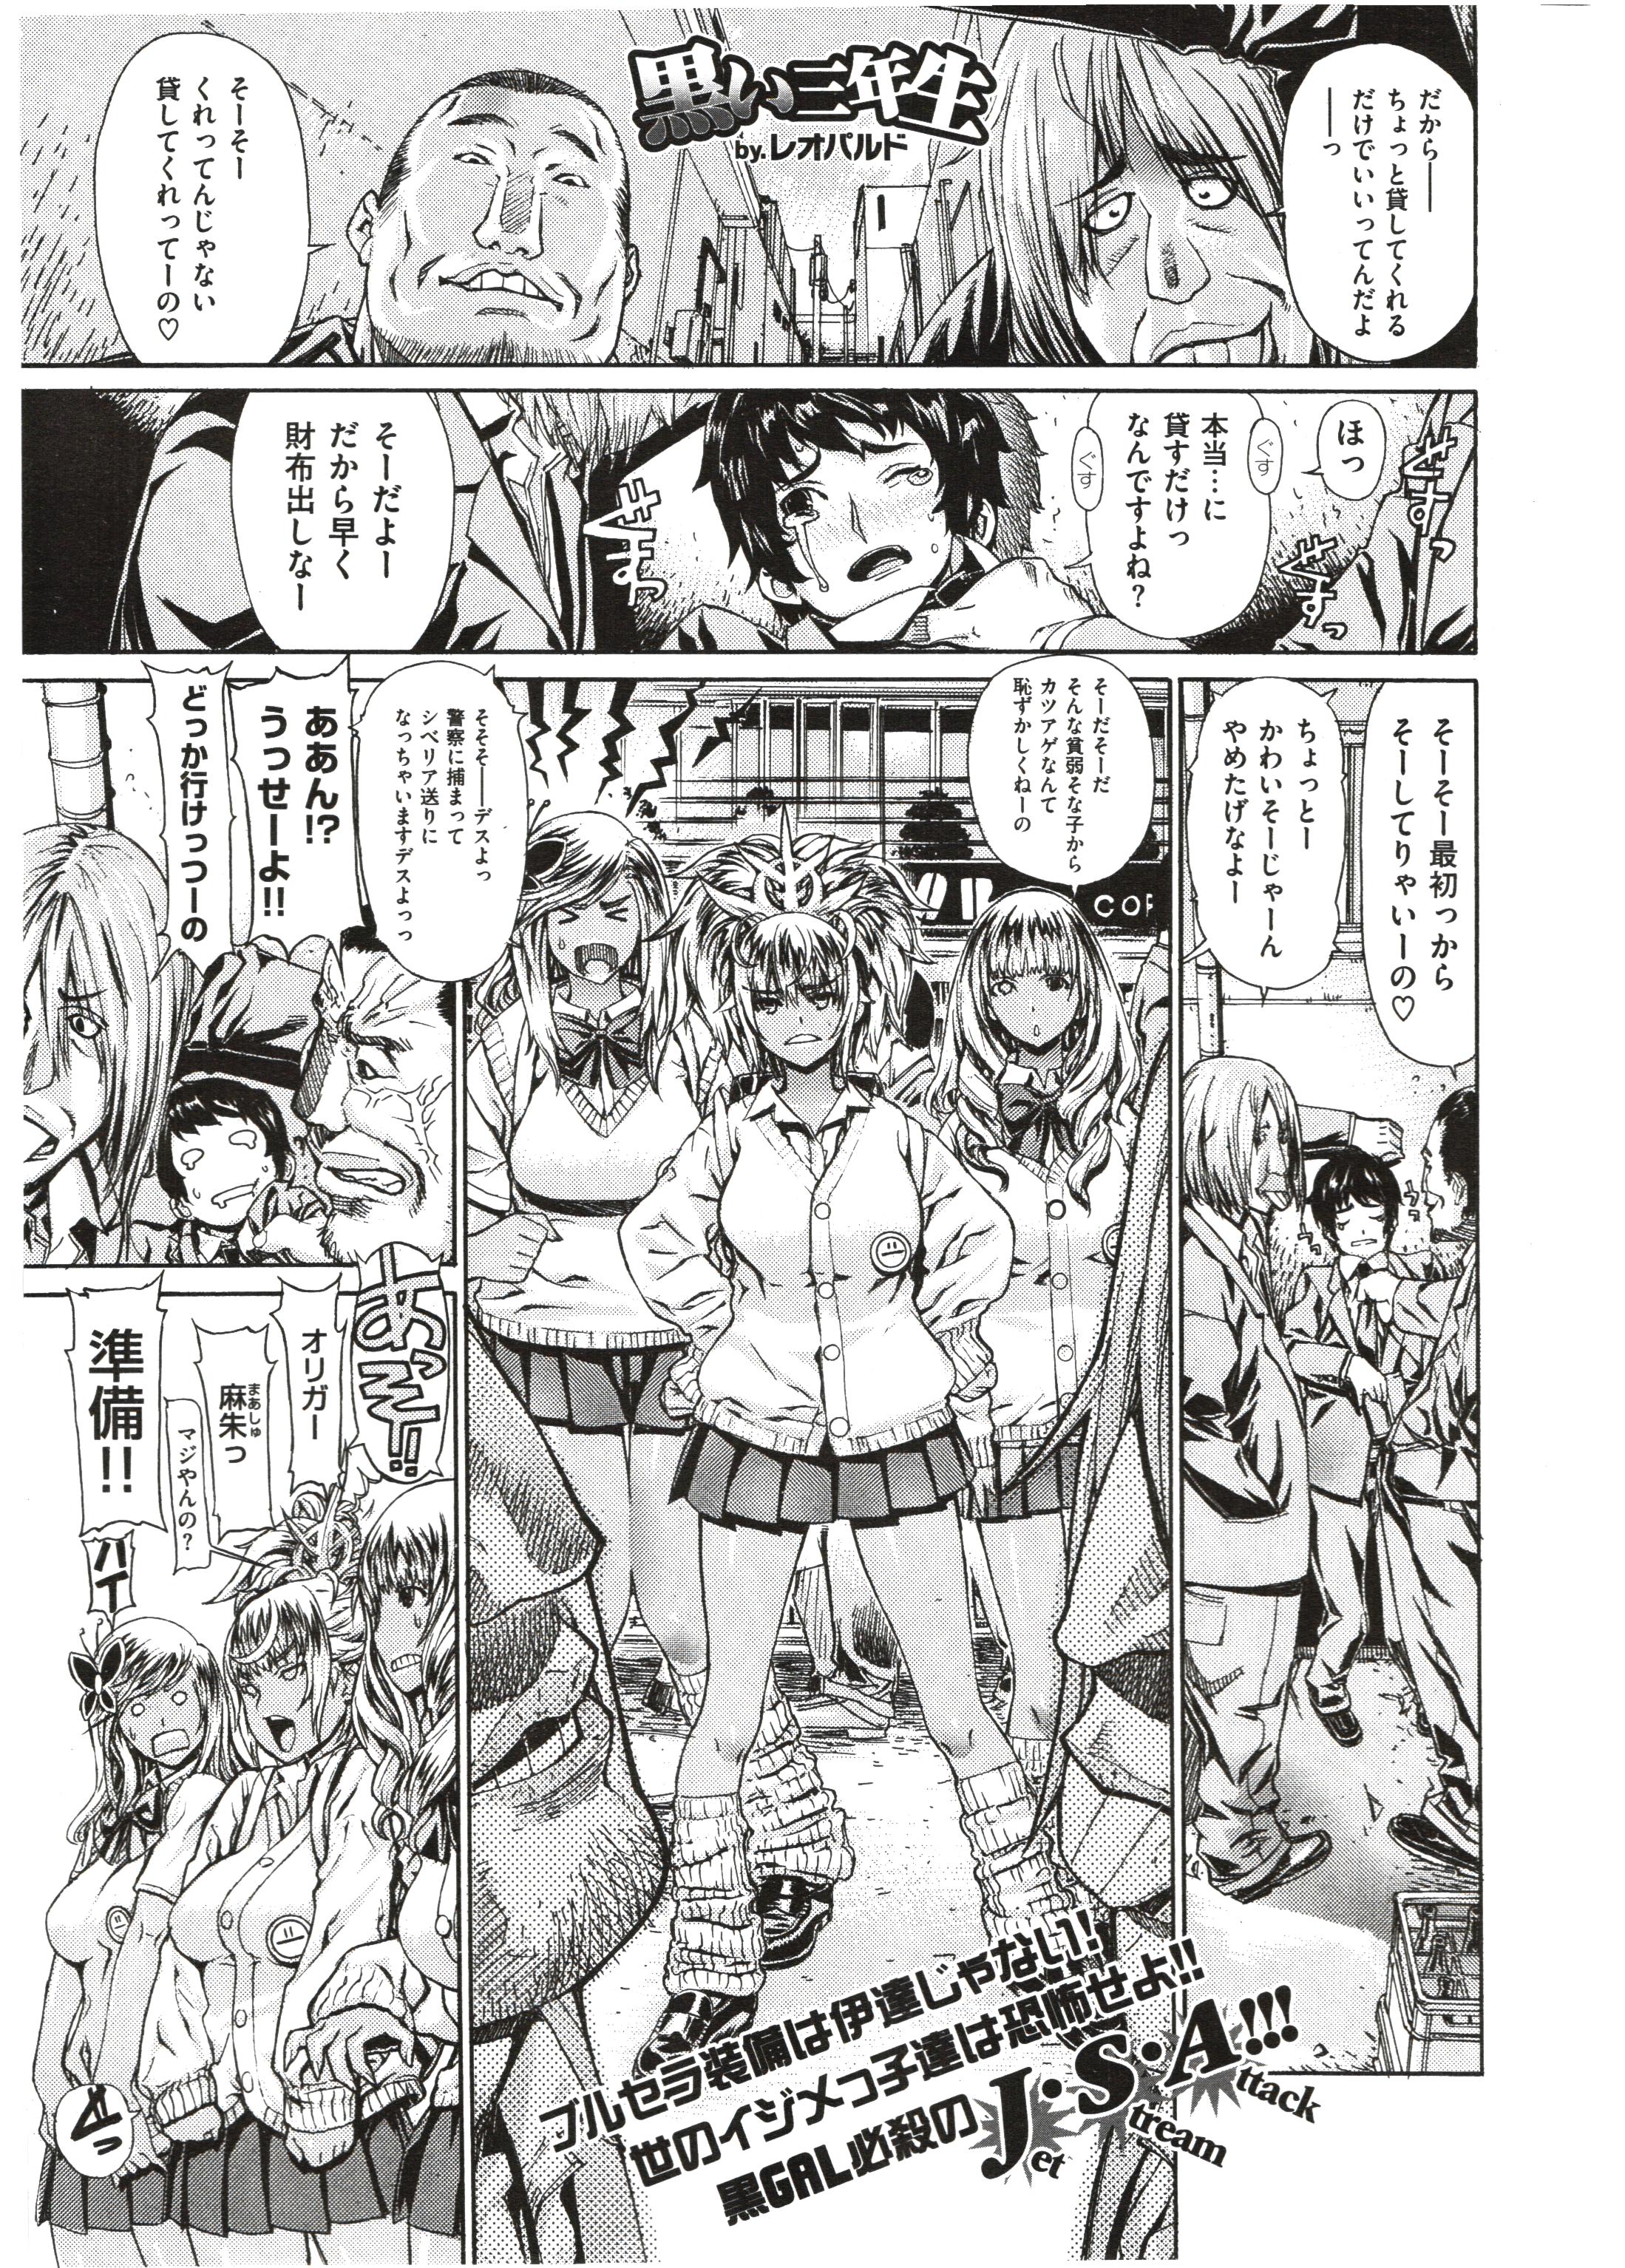 黒い三年生
by.レオパルド
だから――
ちょっと貸してくれる
だけでいいってんだよ
――っ
そーそー
くれってんじゃない
貸してくれってーの♡
ほっ
ぐすっ
ぐすっ
ぐす
本当…に
貸すだけっ
なんですよね？
ぐす
そーだよー
だから早く
財布出しなー
そーそー最初っから
そーしてりゃいーの♡
ちょっとー
かわいそーじゃーん
やめたげなよー
そーだそーだ
そんな貧弱そな子から
カツアゲなんて
恥ずかしくねーの
COF
そそそ――デスよっ
警察に捕まって
シベリア送りに
なっちゃいますデスよっっ
ああん!?
うっせーよ!!
どっか行けっつーの
あっそー!!
オリガー
まあしゅ
麻朱っ
マジやんの？
準備!!
ハイ
ブルセラ装備は伊達じゃない!
世のイジメっ子達は恐怖せよ!!
黒GAL必殺のJ・S・A!!!
et
tream
ttack